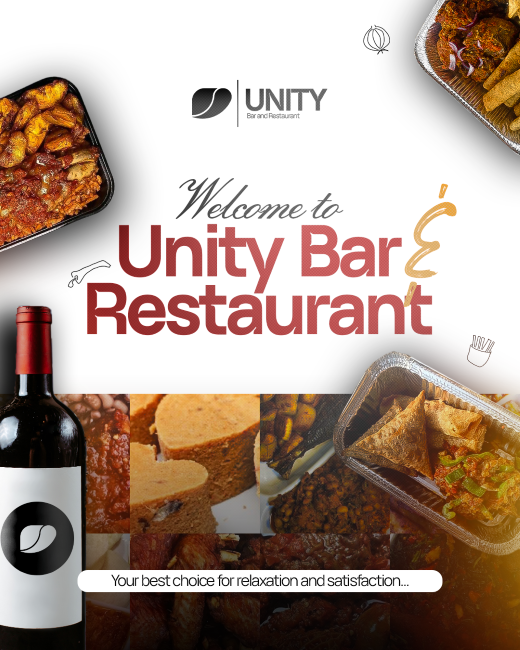 UNITY
Bar and Restaurant
Welcome to
Unity Bar &
Restaurant
Your best choice for relaxation and satisfaction...